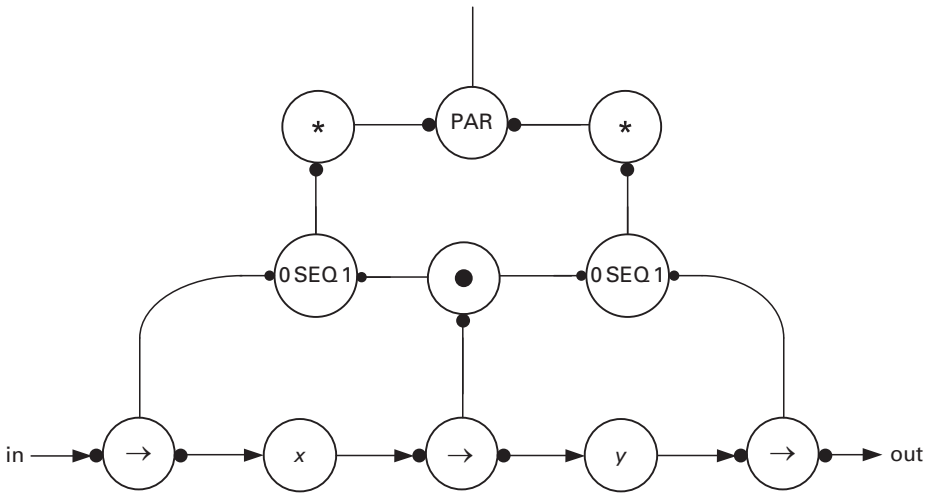 * PAR *
0 SEQ 1 • 0 SEQ 1
in → x → y → out